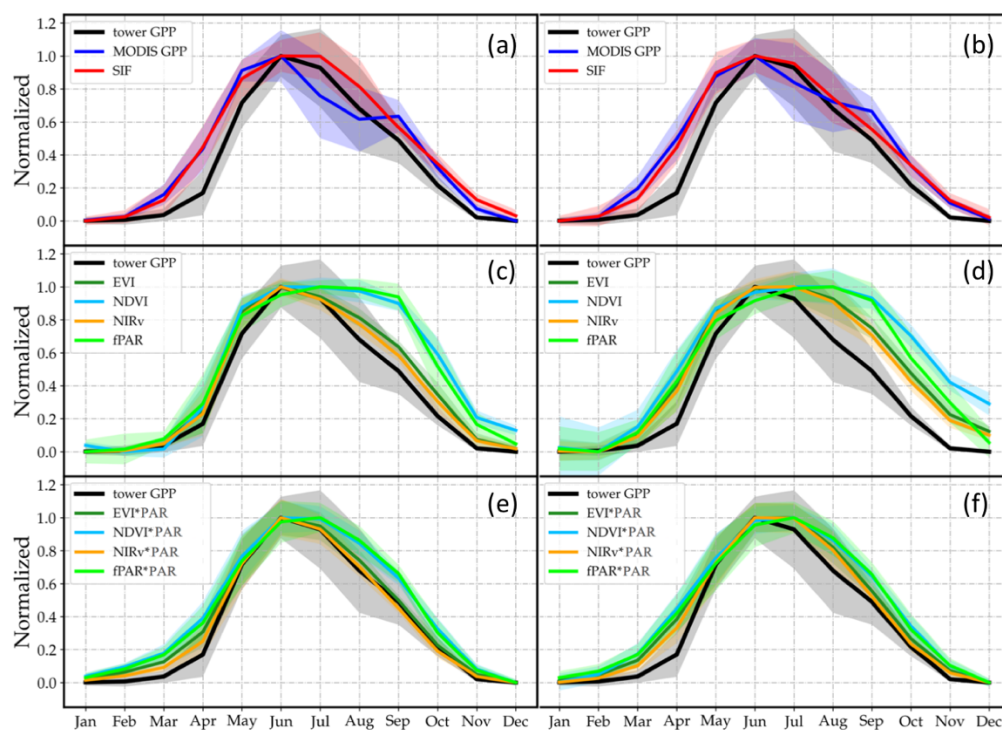 1.2
1.0
0.8
0.6
0.4
0.2
0.0
Normalized
tower GPP
MODIS GPP
SIF
(a)
tower GPP
MODIS GPP
SIF
(b)
1.2
1.0
0.8
0.6
0.4
0.2
0.0
Normalized
tower GPP
EVI
NDVI
NIRv
fPAR
(c)
tower GPP
EVI
NDVI
NIRv
fPAR
(d)
1.2
1.0
0.8
0.6
0.4
0.2
0.0
Normalized
tower GPP
EVI*PAR
NDVI*PAR
NIRv*PAR
fPAR*PAR
(e)
tower GPP
EVI*PAR
NDVI*PAR
NIRv*PAR
fPAR*PAR
(f)
Jan Feb Mar Apr May Jun Jul Aug Sep Oct Nov Dec
Jan Feb Mar Apr May Jun Jul Aug Sep Oct Nov Dec